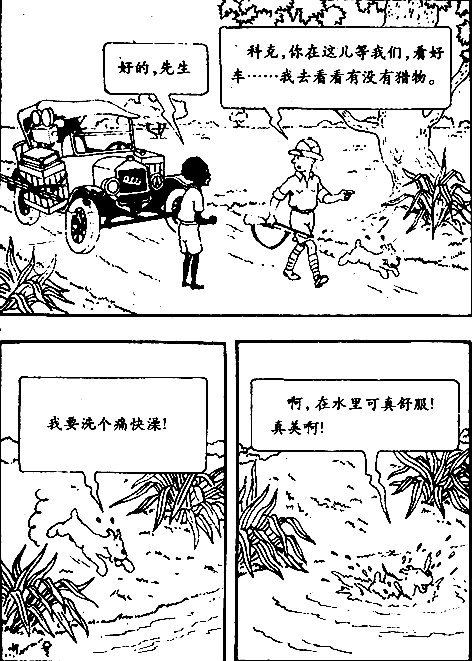 科克，你在这儿等我们，看好
车……我去看看有没有猎物。
好的，先生
我要洗个痛快澡！
啊，在水里可真舒服！
真美啊！